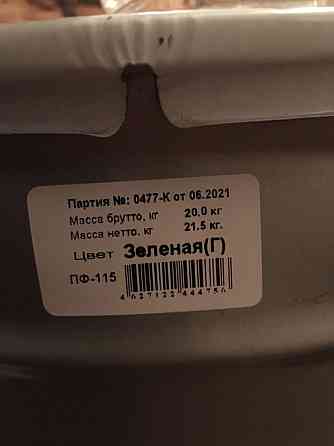 Партия №: 0477-К от 06.2021
Масса брутто, кг 20,0 кг
Масса нетто, кг 21.5 кг.
Цвет Зеленая(Г)
ПФ-115
4627122444756